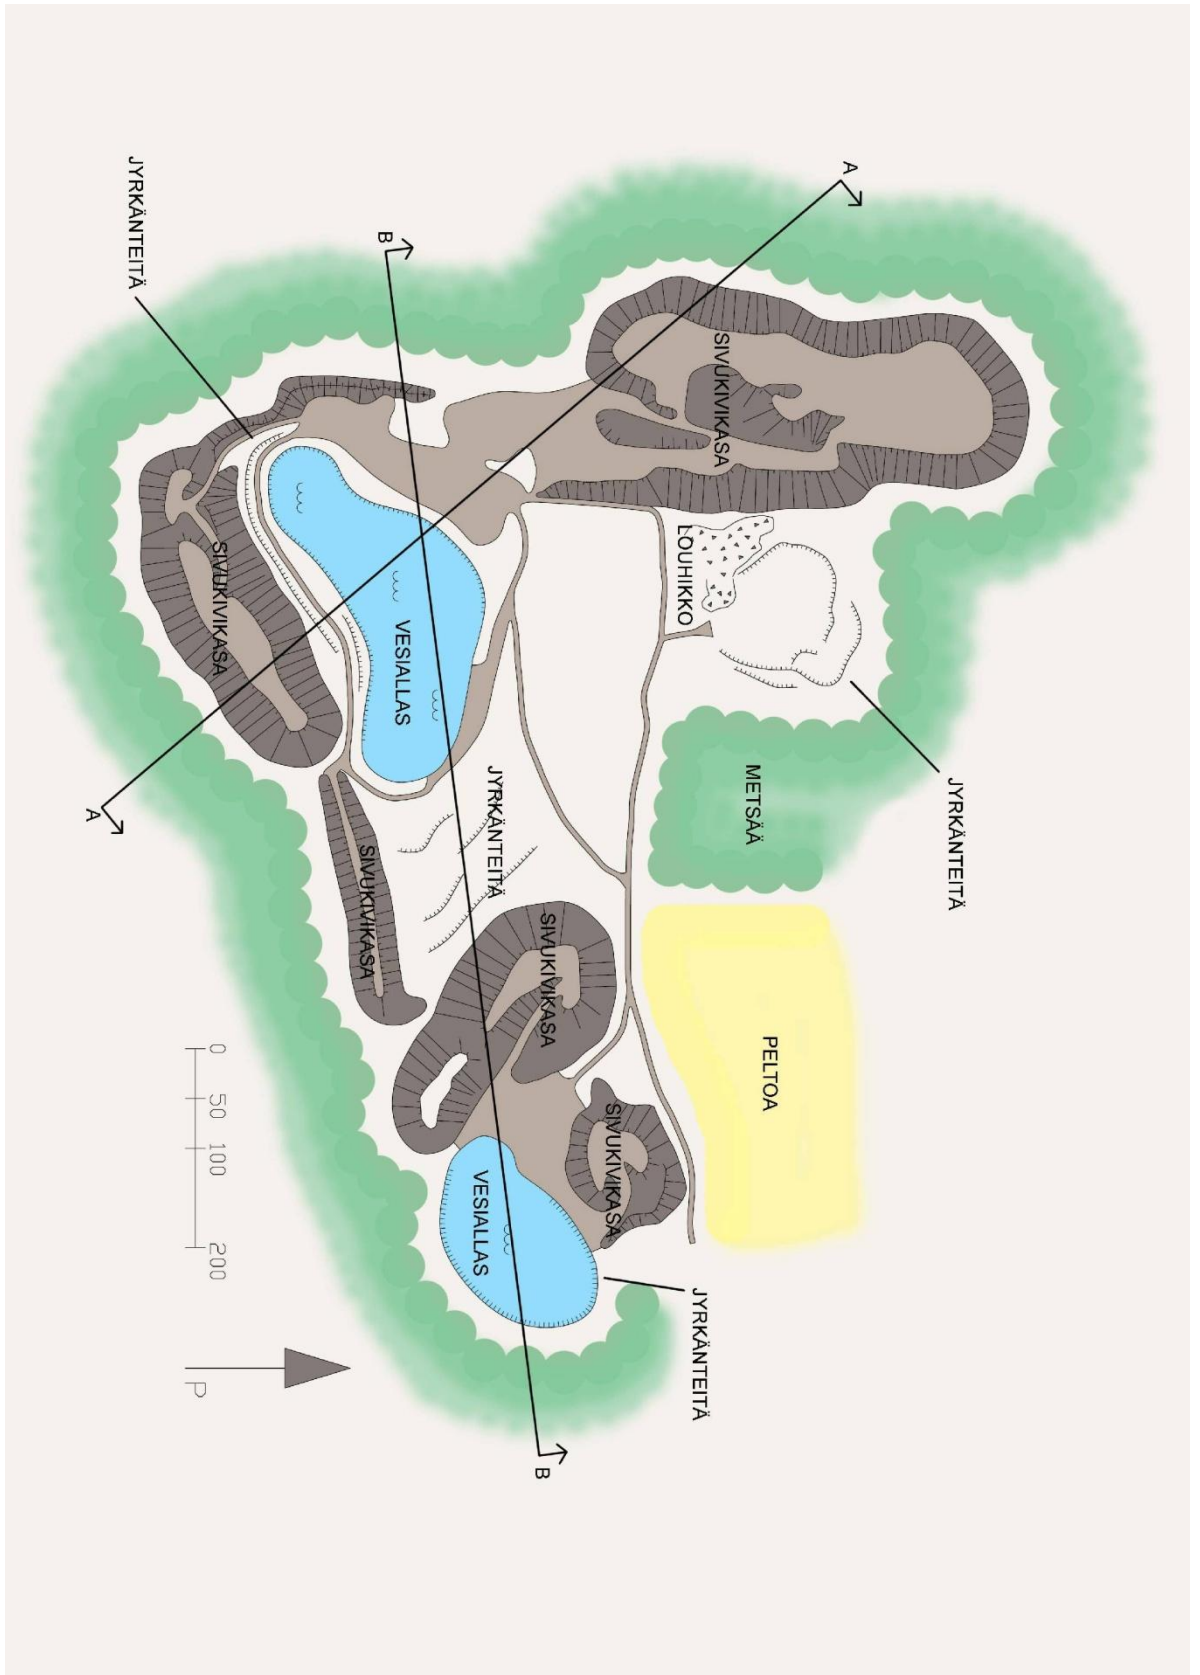 JYRKÄNTEITÄ
A
PELTOA
METSÄÄ
SIVUKIVIKASA
JYRKÄNTEITÄ
LOUHIKKO
SIVUKIVIKASA
SIVUKIVIKASA
B
JYRKÄNTEITÄ
VESIALLAS
VESIALLAS
B
SIVUKIVIKASA
SIVUKIVIKASA
0 50 100 200
P
JYRKÄNTEITÄ
A